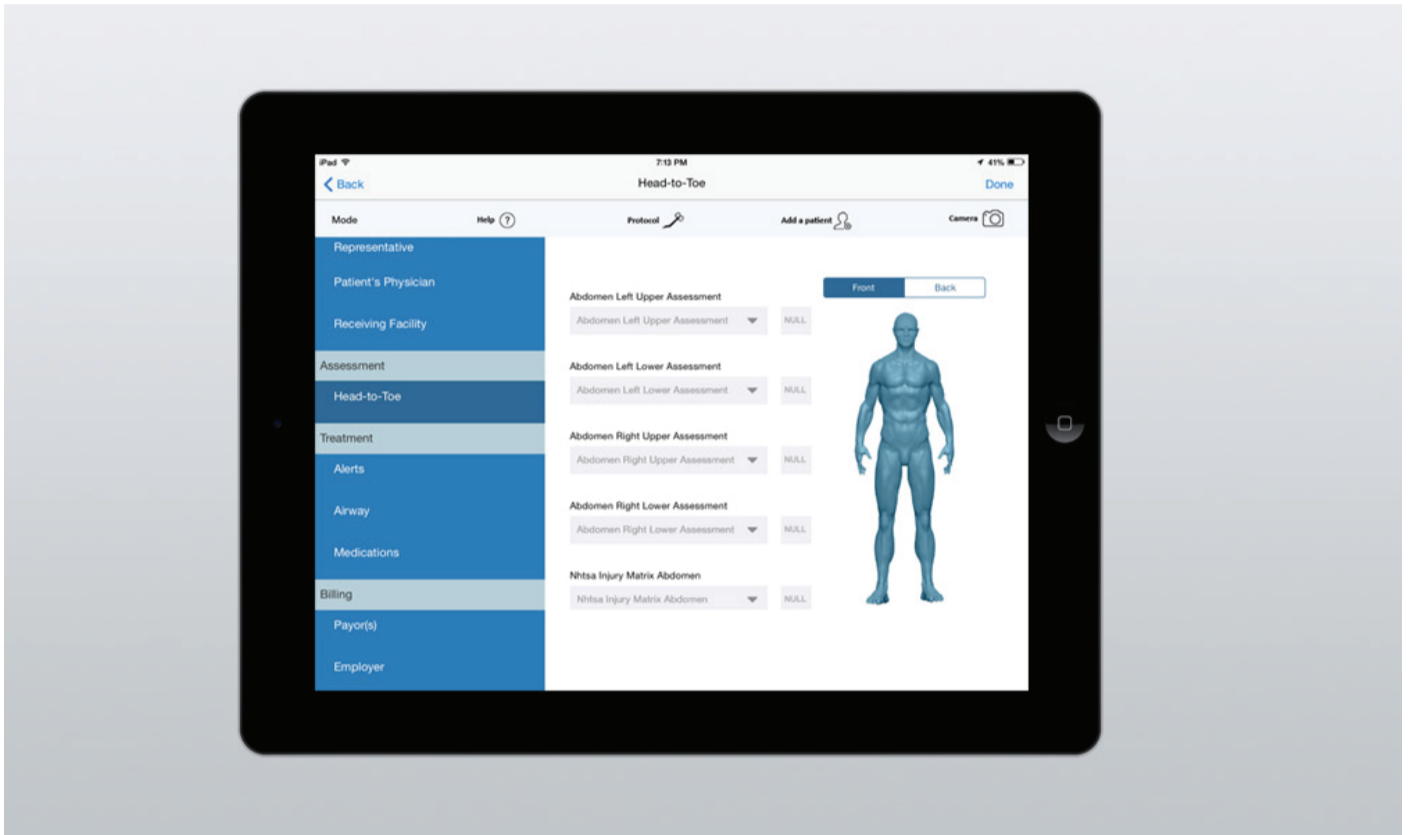 iPad 7:13 PM 41%
Back Head-to-Toe Done
Mode Help ? Protocol Add a patient Camera
Representative
Patient's Physician
Receiving Facility
Assessment
Head-to-Toe
Treatment
Alerts
Airway
Medications
Billing
Payor(s)
Employer
Front Back
Abdomen Left Upper Assessment
Abdomen Left Upper Assessment NULL
Abdomen Left Lower Assessment
Abdomen Left Lower Assessment NULL
Abdomen Right Upper Assessment
Abdomen Right Upper Assessment NULL
Abdomen Right Lower Assessment
Abdomen Right Lower Assessment NULL
Nhtsa Injury Matrix Abdomen
Nhtsa Injury Matrix Abdomen NULL